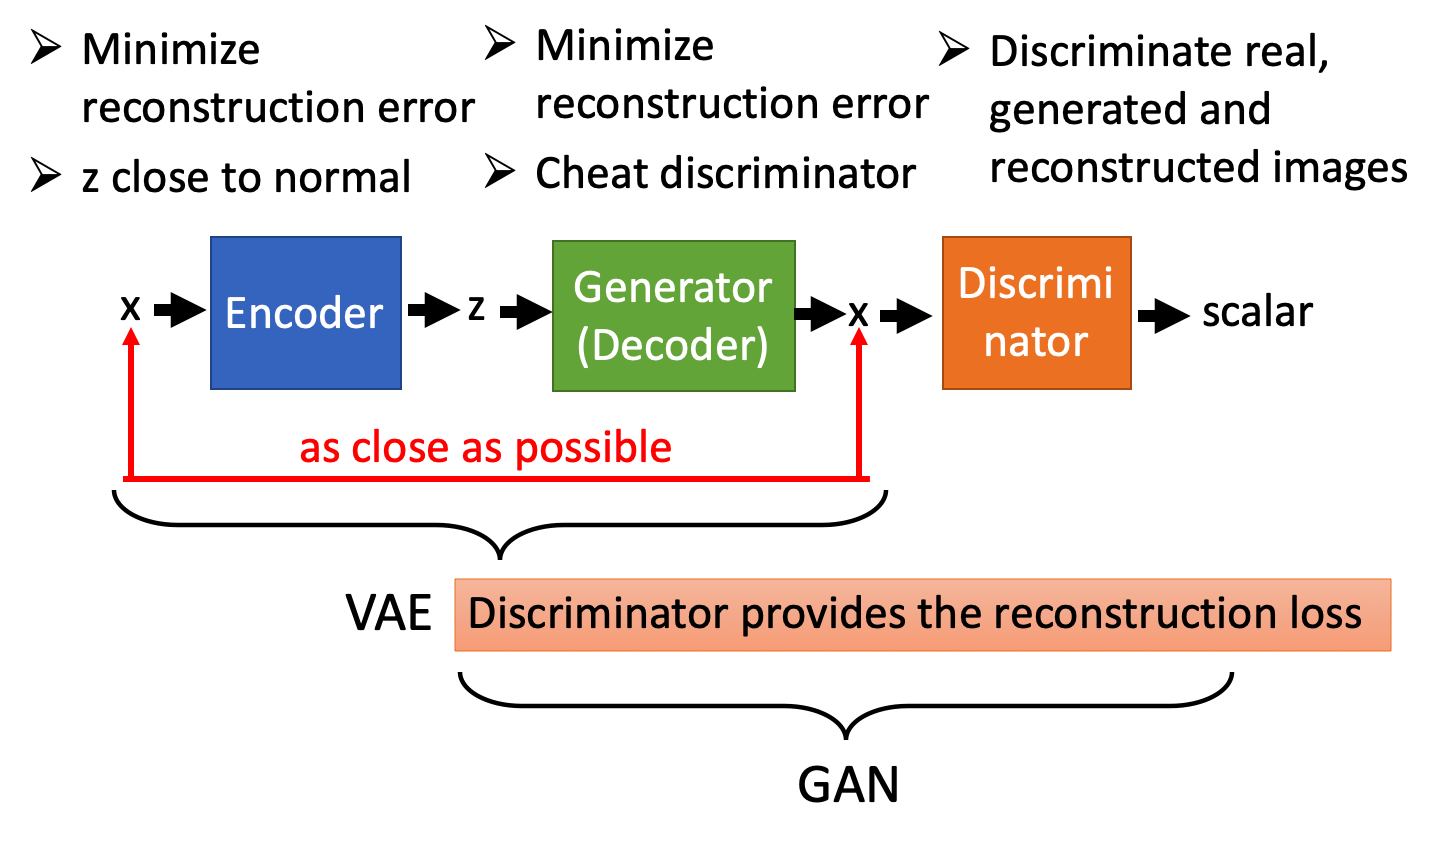 ➢ Minimize
reconstruction error
➢ z close to normal
➢ Minimize
reconstruction error
➢ Cheat discriminator
➢ Discriminate real,
generated and
reconstructed images
x
Encoder
z
Generator
(Decoder)
x
Discrimi
nator
scalar
as close as possible
VAE
Discriminator provides the reconstruction loss
GAN